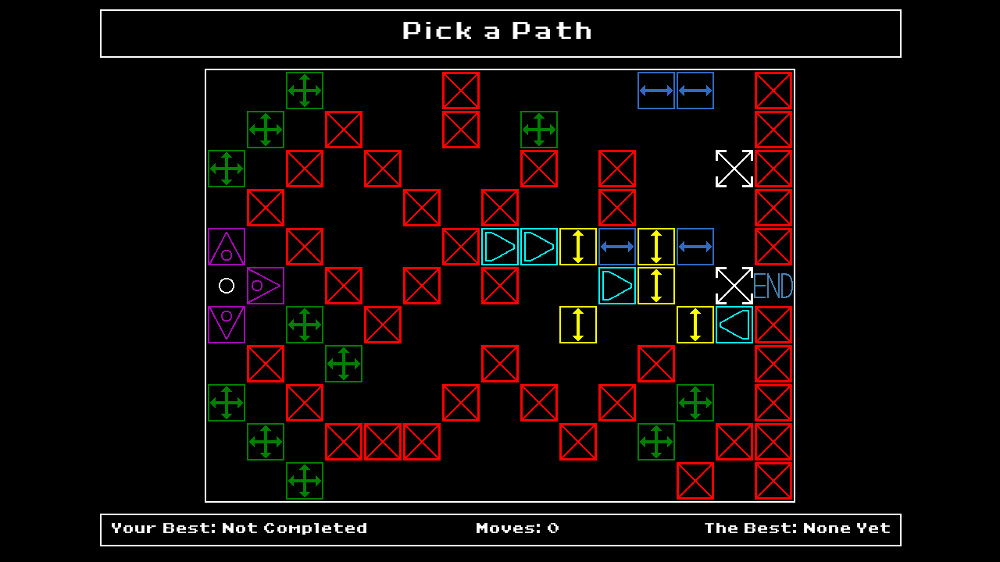 Pick a Path
END
Your Best: Not Completed
Moves: 0
The Best: None Yet